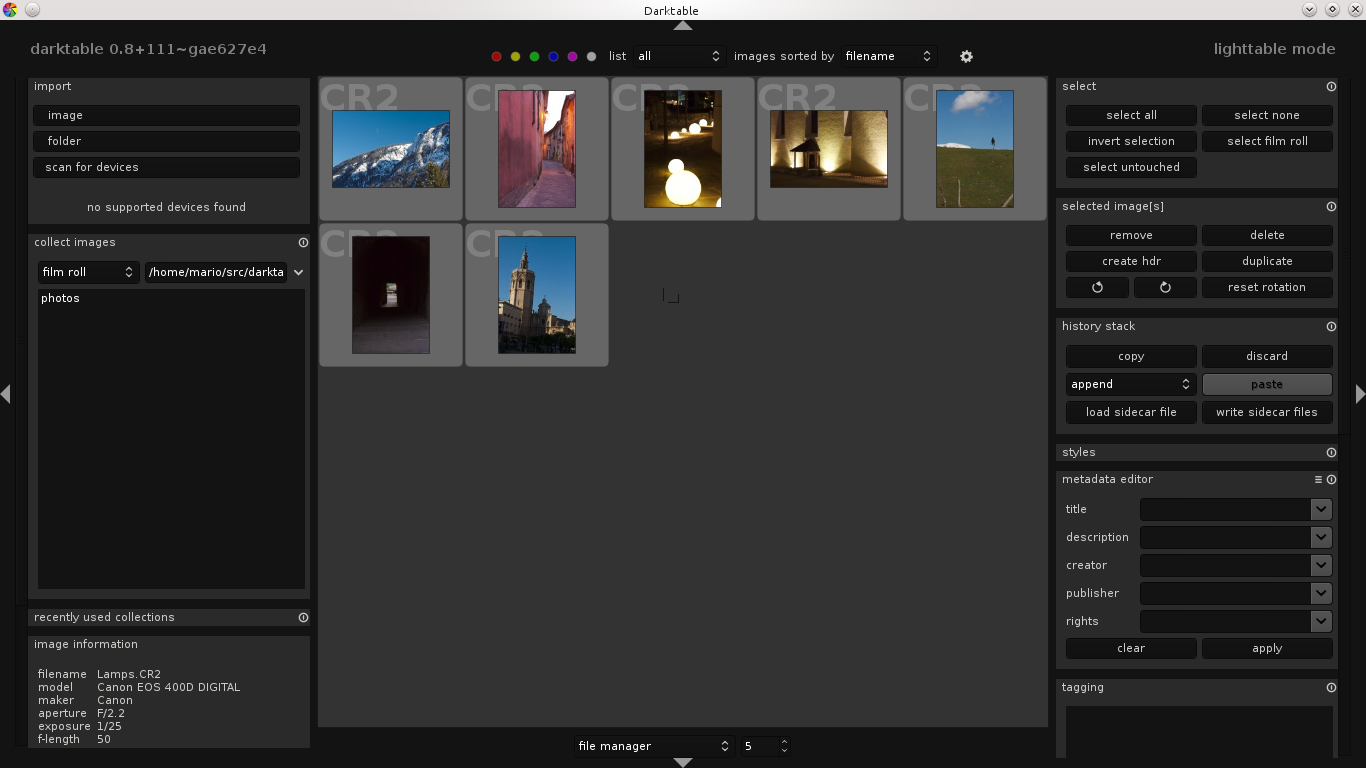 Darktable
darktable 0.8+111~gae627e4
list all images sorted by filename
lighttable mode
import
image
folder
scan for devices
no supported devices found
collect images
film roll /home/mario/src/darkta
photos
recently used collections
image information
filename Lamps.CR2
model Canon EOS 400D DIGITAL
maker Canon
aperture F/2.2
exposure 1/25
f-length 50
CR2 CR2 CR2 CR2 CR2
CR2 CR2
file manager 5
select
select all select none
invert selection select film roll
select untouched
selected image[s]
remove delete
create hdr duplicate
reset rotation
history stack
copy discard
append paste
load sidecar file write sidecar files
styles
metadata editor
title
description
creator
publisher
rights
clear apply
tagging